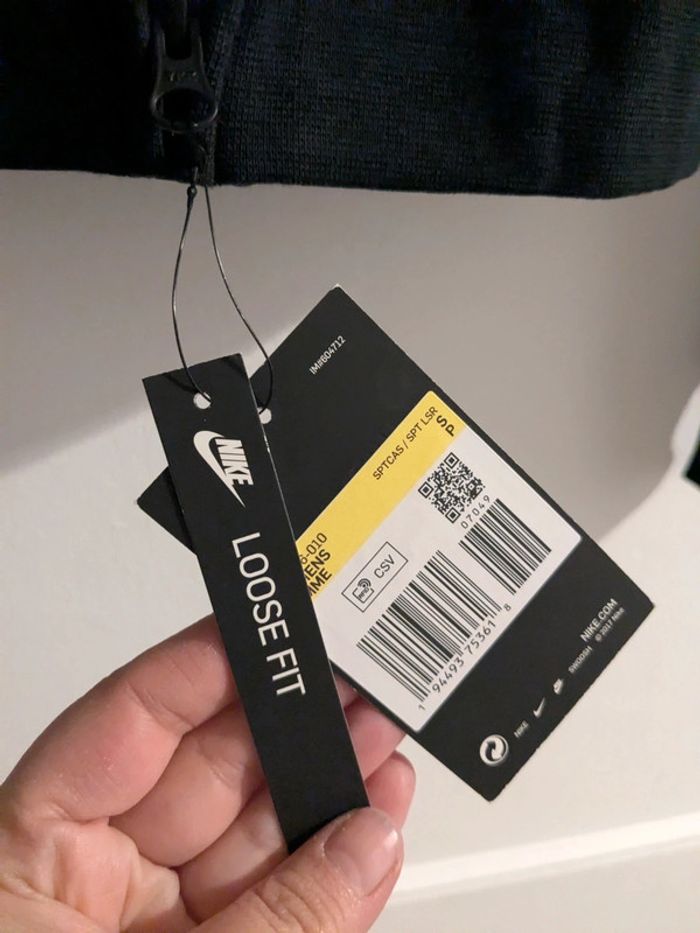 NIKE
LOOSE FIT
IM#604712
SPTCAS / SPT LSR
S
P
6-010
ENS
MME
CSV
07049
1 94493 75361 8
NIKE.COM
© 2017 Nike
NIKE
SWOOSH